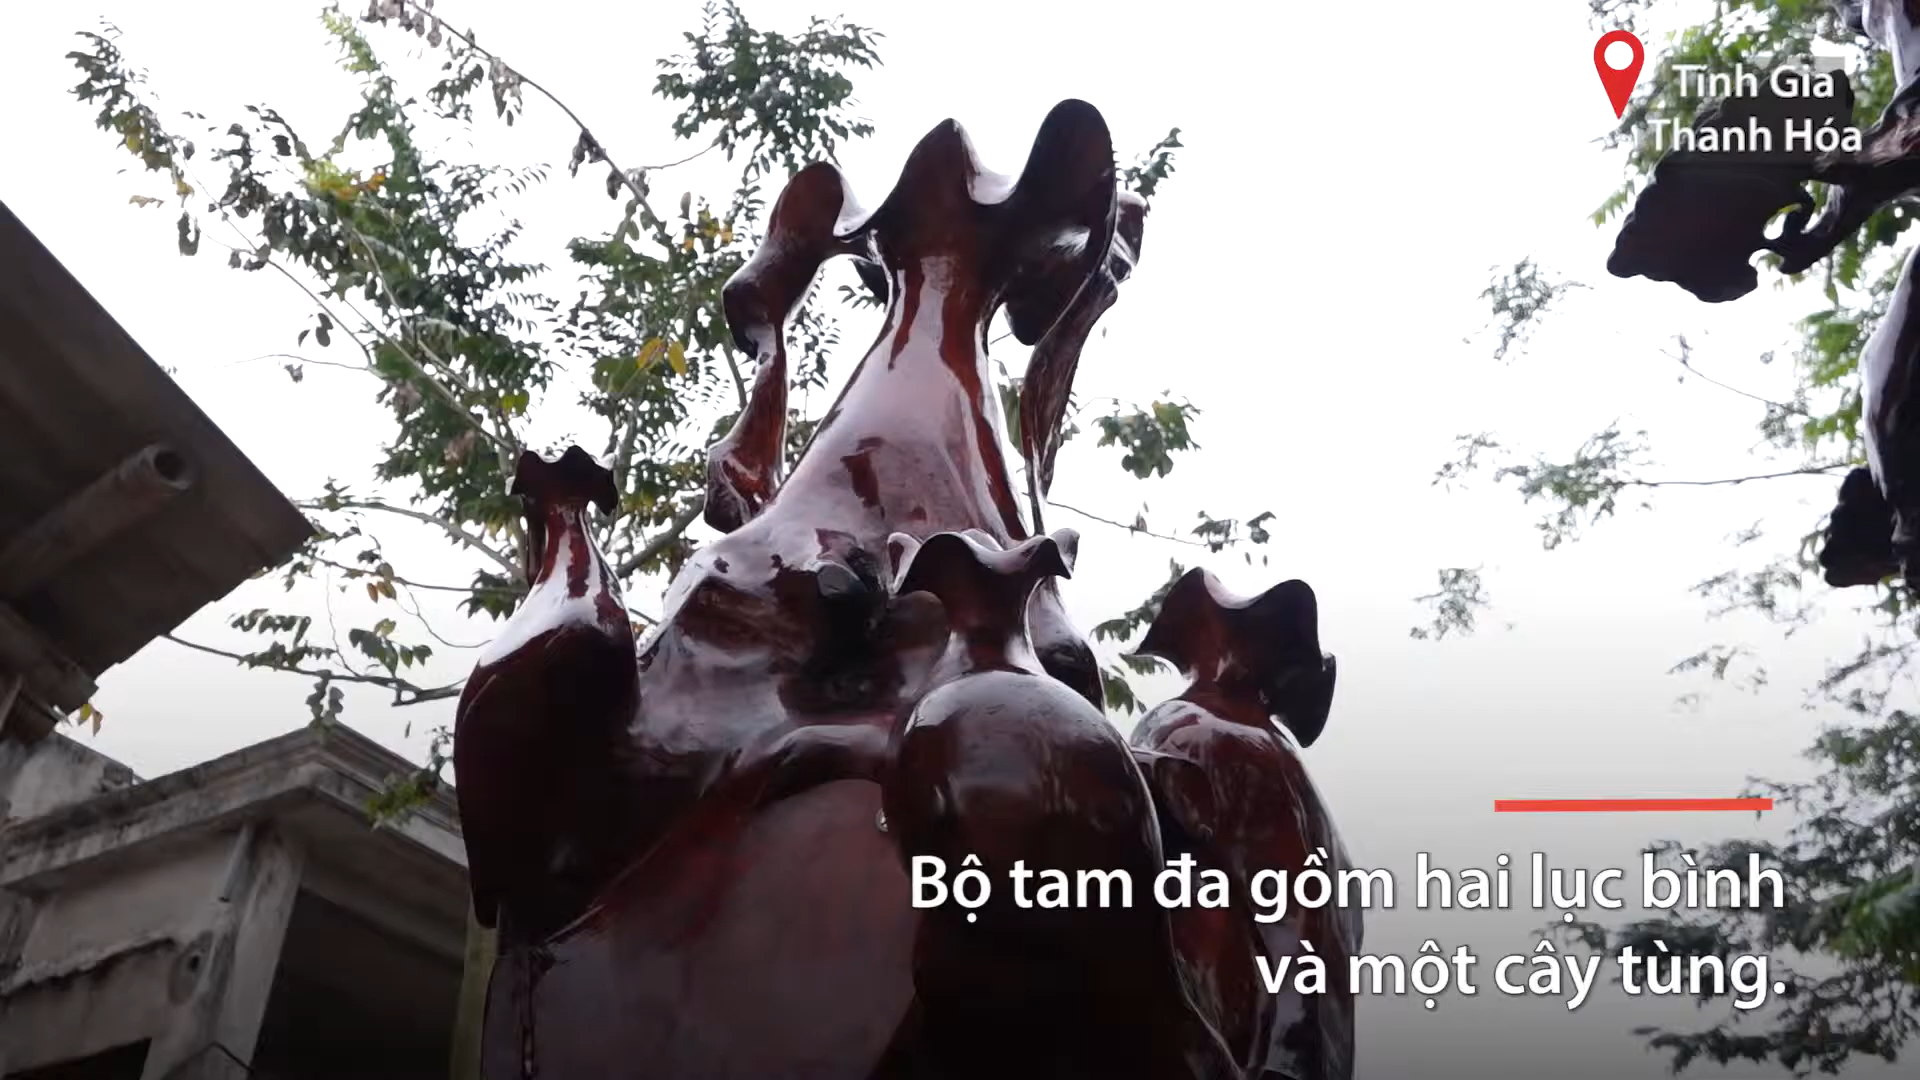 Tĩnh Gia
Thanh Hóa
Bộ tam đa gồm hai lục bình
và một cây tùng.